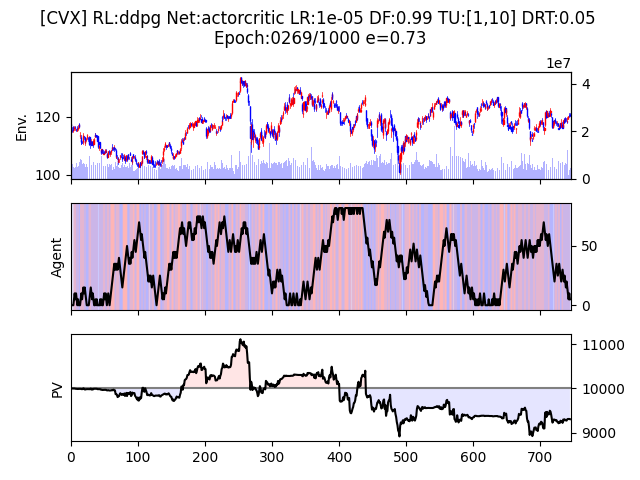 [CVX] RL:ddpg Net:actorcritic LR:1e-05 DF:0.99 TU:[1,10] DRT:0.05
Epoch:0269/1000 e=0.73
1e7
Env.
120
100
4
2
0
Agent
50
0
PV
11000
10000
9000
0 100 200 300 400 500 600 700